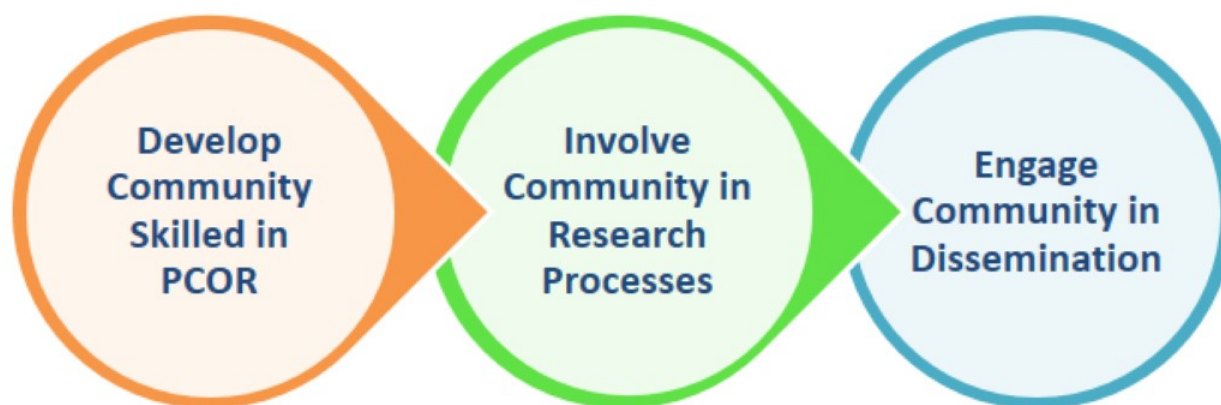 Develop
Community
Skilled in
PCOR
Involve
Community in
Research
Processes
Engage
Community in
Dissemination